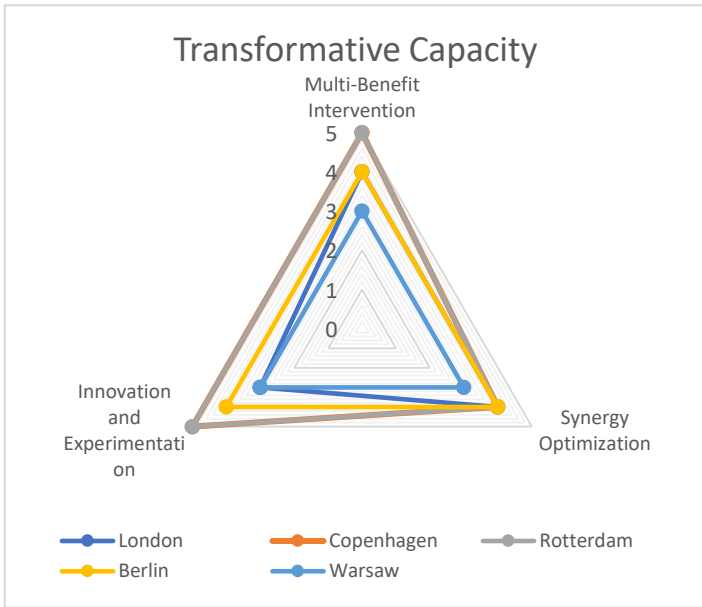 Transformative Capacity
Multi-Benefit
Intervention
5
4
3
2
1
0
Innovation
and
Experimentati
on
Synergy
Optimization
London
Copenhagen
Rotterdam
Berlin
Warsaw